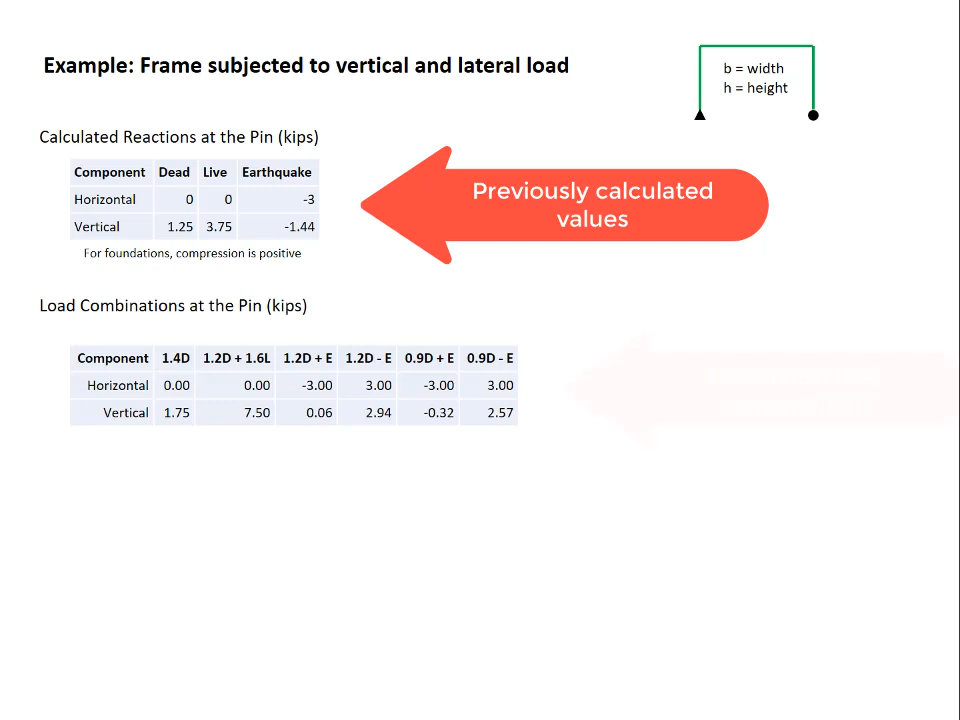 Example: Frame subjected to vertical and lateral load
b = width
h = height
Calculated Reactions at the Pin (kips)
Component Dead Live Earthquake
Horizontal 0 0 -3
Vertical 1.25 3.75 -1.44
For foundations, compression is positive
Previously calculated
values
Load Combinations at the Pin (kips)
Component 1.4D 1.2D + 1.6L 1.2D + E 1.2D - E 0.9D + E 0.9D - E
Horizontal 0.00 0.00 -3.00 3.00 -3.00 3.00
Vertical 1.75 7.50 0.06 2.94 -0.32 2.57